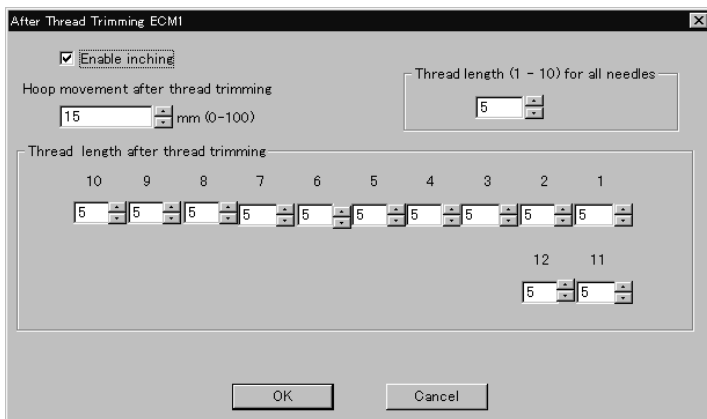 After Thread Trimming ECM1
Enable inching
Hoop movement after thread trimming
15 mm (0-100)
Thread length (1 - 10) for all needles
5
Thread length after thread trimming
10 9 8 7 6 5 4 3 2 1
5 5 5 5 5 5 5 5 5 5
12 11
5 5
OK Cancel